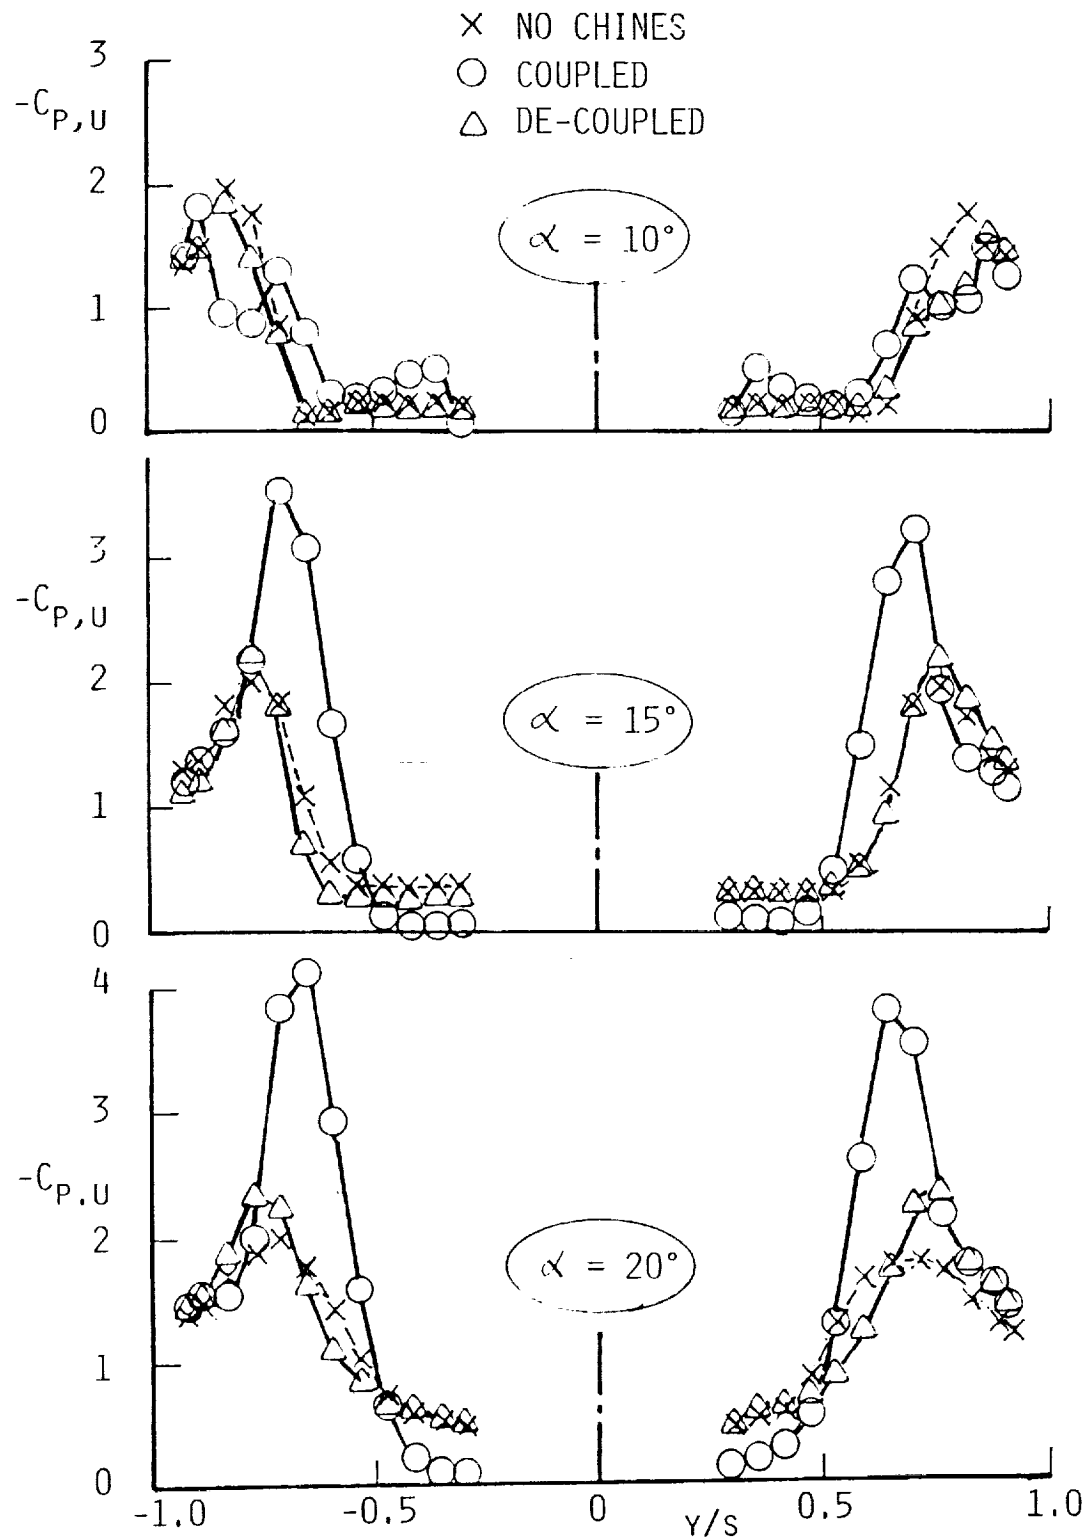 × NO CHINES
○ COUPLED
△ DE-COUPLED
3
-C_P,U
2
α = 10°
1
0
3
-C_P,U
2
α = 15°
1
0
4
3
-C_P.U
2
α = 20°
1
0
-1.0 -0.5 0 Y/S 0.5 1.0